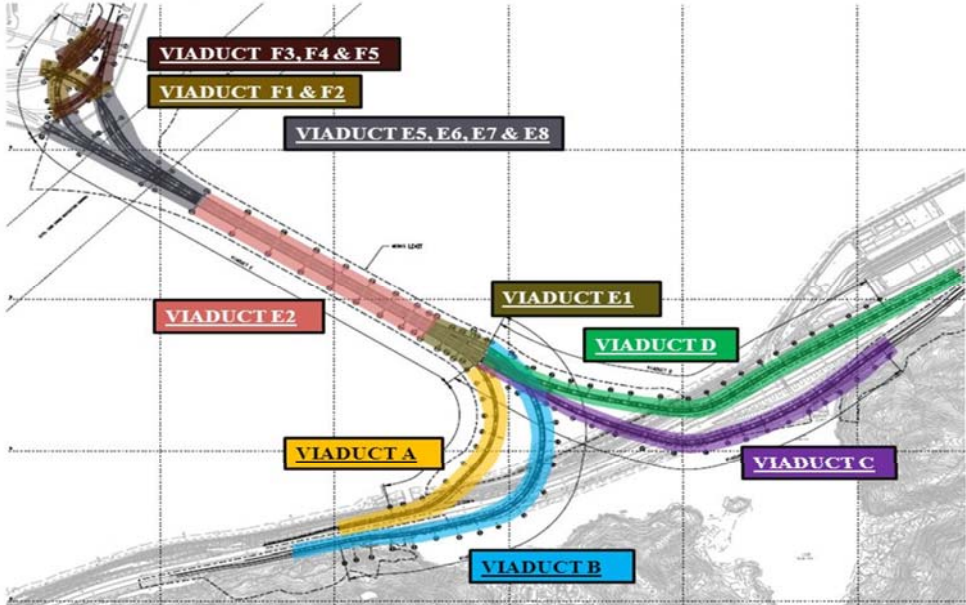 VIADUCT F3, F4 & F5
VIADUCT F1 & F2
VIADUCT E5, E6, E7 & E8
VIADUCT E1
VIADUCT E2
VIADUCT D
VIADUCT A
VIADUCT C
VIADUCT B